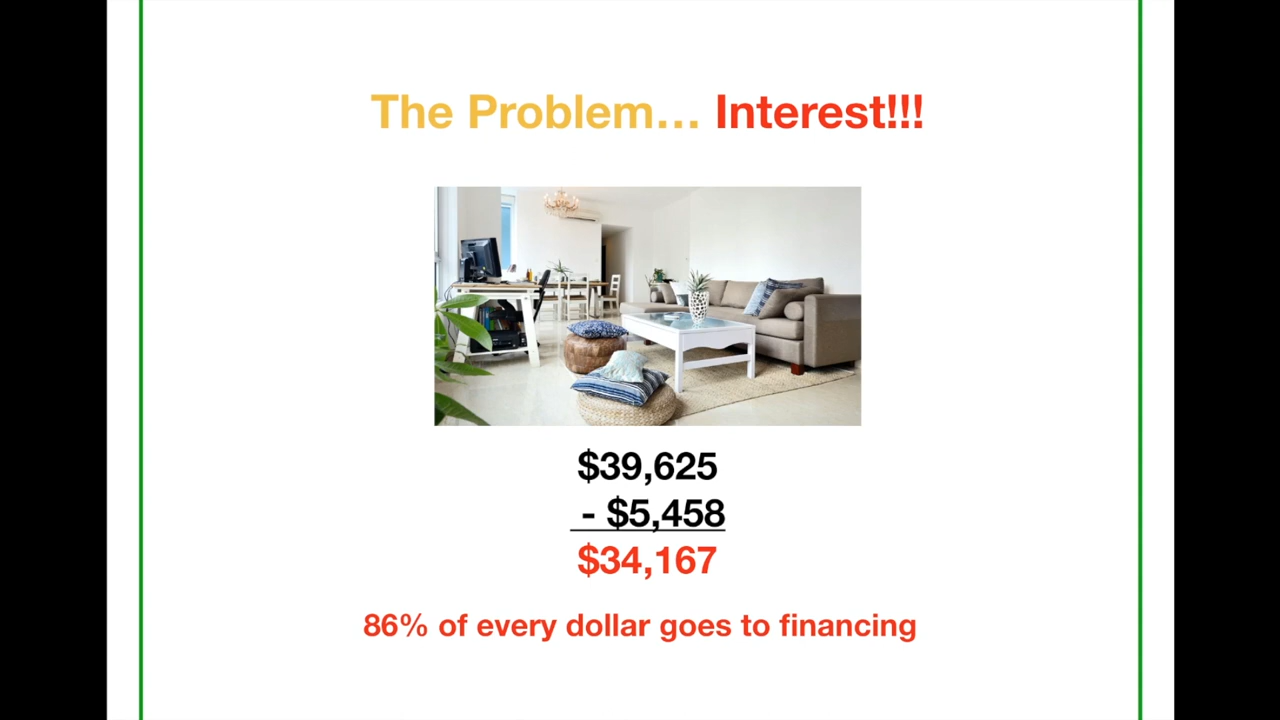 The Problem... Interest!!!
$39,625
- $5,458
$34,167
86% of every dollar goes to financing